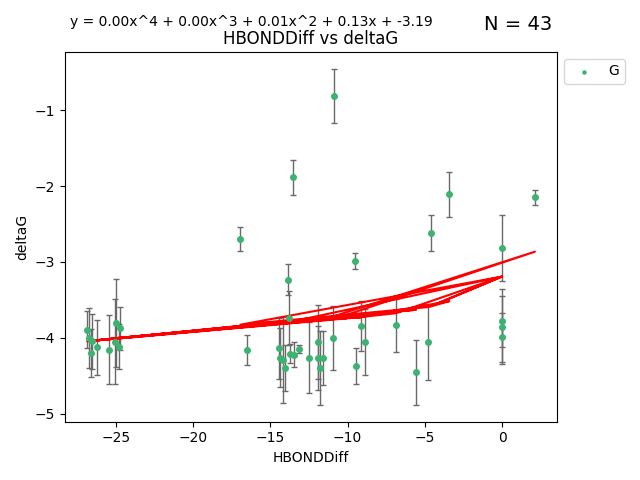 y = 0.00x^4 + 0.00x^3 + 0.01x^2 + 0.13x + -3.19
N = 43
HBONDDiff vs deltaG
G
−1
−2
−3
−4
−5
deltaG
−25 −20 −15 −10 −5 0
HBONDDiff